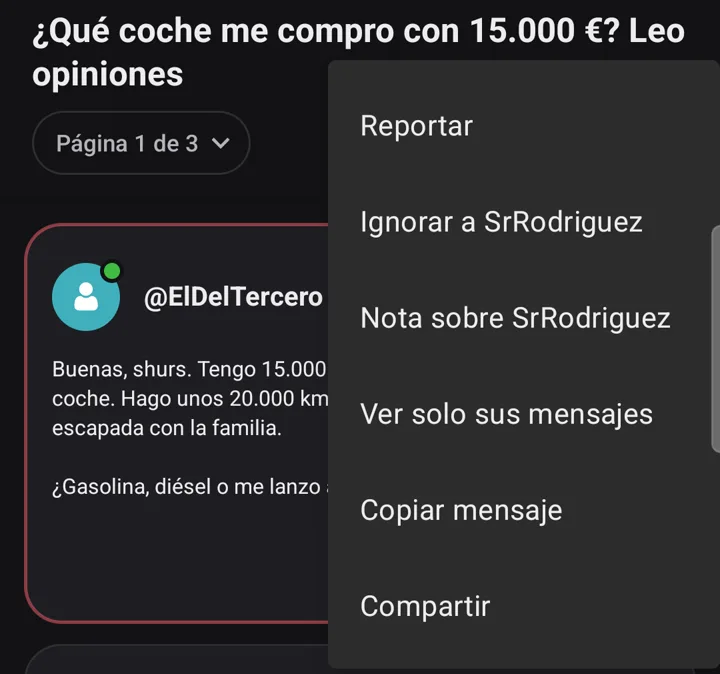 ¿Qué coche me compro con 15.000 €? Leo
opiniones
Página 1 de 3
@ElDelTercero
Buenas, shurs. Tengo 15.000
coche. Hago unos 20.000 km
escapada con la familia.
¿Gasolina, diésel o me lanzo
Reportar
Ignorar a SrRodriguez
Nota sobre SrRodriguez
Ver solo sus mensajes
Copiar mensaje
Compartir